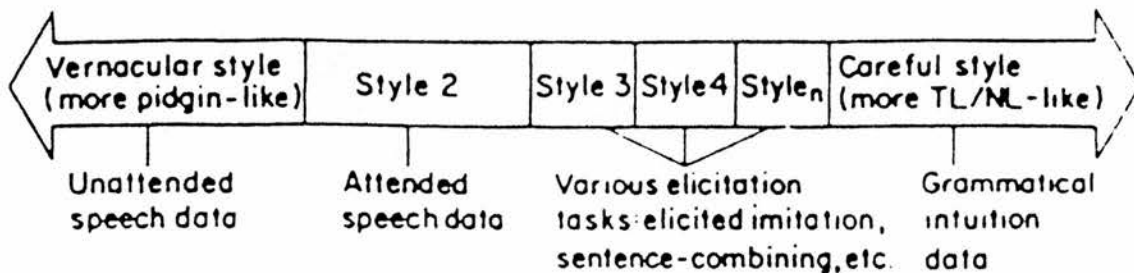 Vernacular style
(more pidgin-like)
Style 2
Style 3
Style 4
Styleₙ
Careful style
(more TL/NL-like)
Unattended
speech data
Attended
speech data
Various elicitation
tasks: elicited imitation,
sentence-combining, etc.
Grammatical
intuition
data